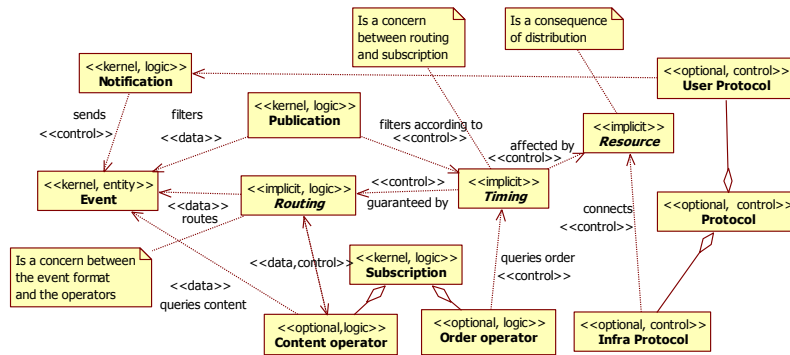 Is a concern
between routing
and subscription
Is a consequence
of distribution
<<kernel, logic>>
Notification
<<optional, control>>
User Protocol
sends
<<control>>
filters
<<data>>
<<kernel, logic>>
Publication
filters according to
<<control>>
affected by
<<control>>
<<implicit>>
Resource
<<kernel, entity>>
Event
<<data>>
routes
<<implicit, logic>>
Routing
<<control>>
guaranteed by
<<implicit>>
Timing
connects
<<control>>
<<optional, control>>
Protocol
Is a concern between
the event format
and the operators
<<data>>
queries content
<<data,control>>
<<kernel, logic>>
Subscription
queries order
<<control>>
<<optional,logic>>
Content operator
<<optional, logic>>
Order operator
<<optional, control>>
Infra Protocol